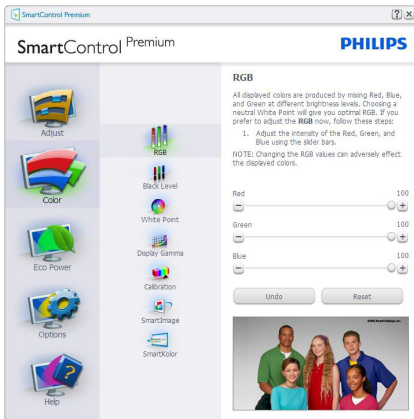 SmartControl Premium
SmartControl Premium
PHILIPS
Adjust
Color
Eco Power
Options
Help
RGB
Black Level
White Point
Display Gamma
Calibration
SmartImage
SmartKolor
RGB
All displayed colors are produced by mixing Red, Blue,
and Green at different brightness levels. Choosing a
neutral White Point will give you optimal RGB. If you
prefer to adjust the RGB now, follow these steps:
1. Adjust the intensity of the Red, Green, and
Blue using the slider bars.
NOTE: Changing the RGB values can adversely effect
the displayed colors.
Red 100
Green 100
Blue 100
Undo Reset